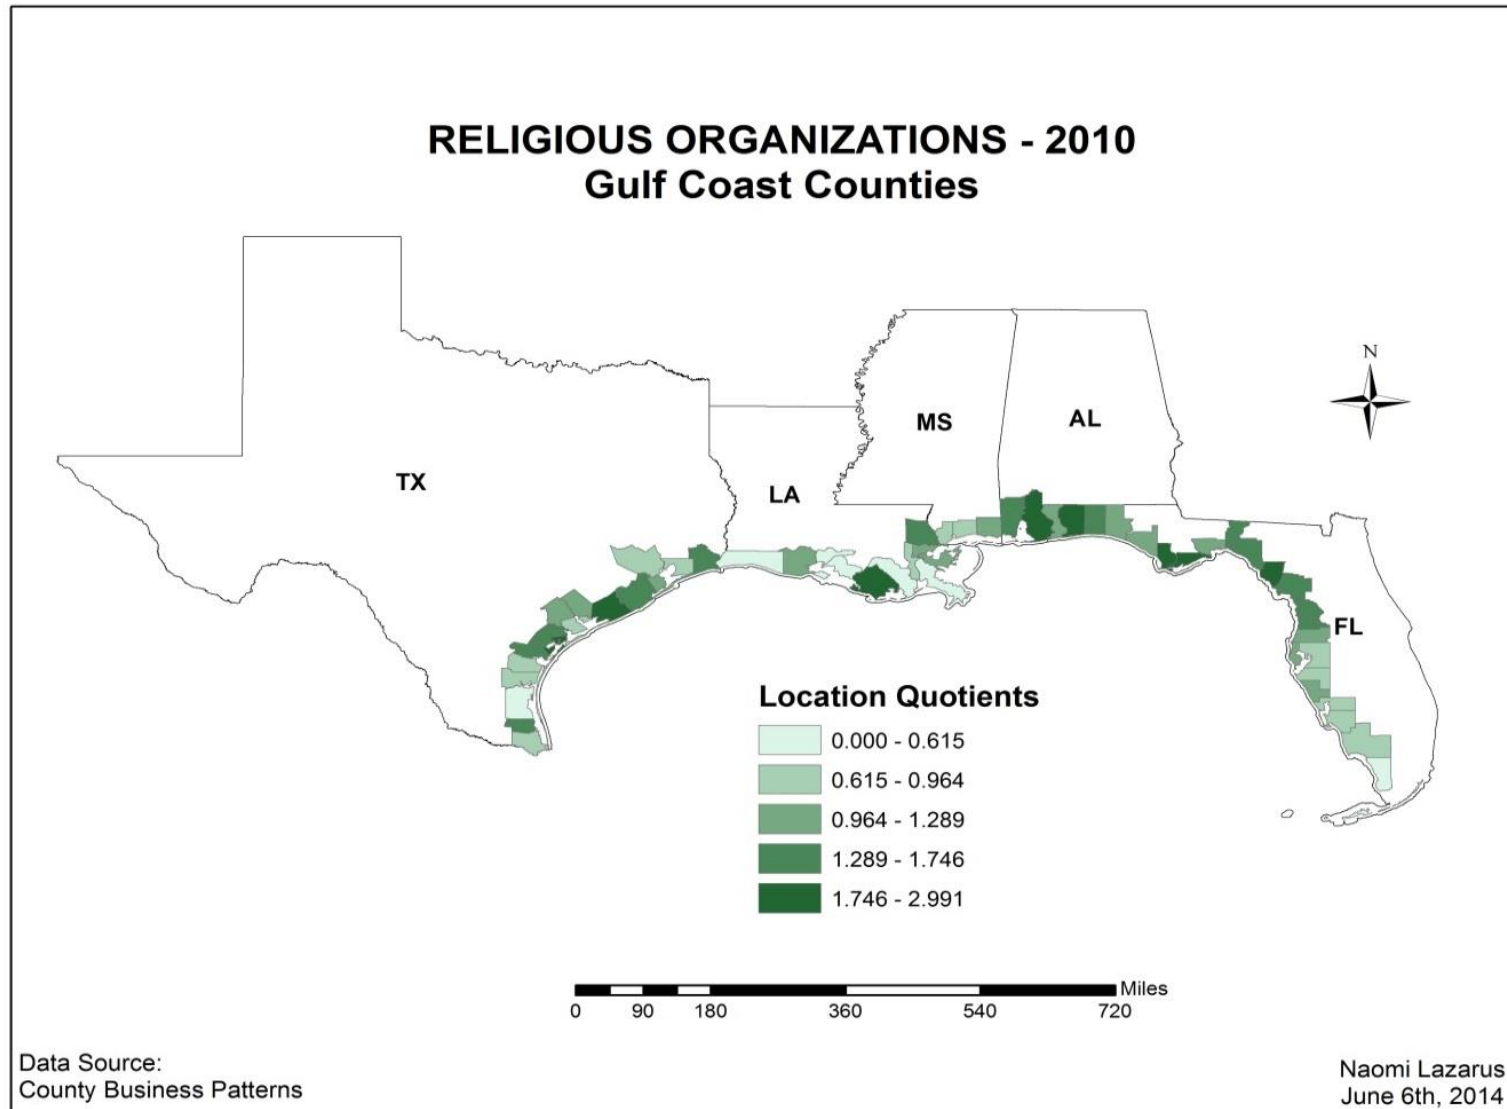 RELIGIOUS ORGANIZATIONS - 2010
Gulf Coast Counties
N
MS
AL
TX
LA
FL
Location Quotients
0.000 - 0.615
0.615 - 0.964
0.964 - 1.289
1.289 - 1.746
1.746 - 2.991
Miles
0 90 180 360 540 720
Data Source:
County Business Patterns
Naomi Lazarus
June 6th, 2014